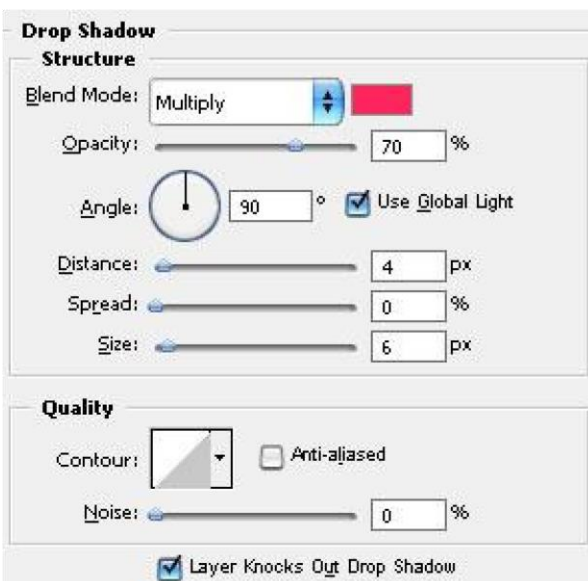 Drop Shadow
Structure
Blend Mode: Multiply
Opacity: 70 %
Angle: 90 ° Use Global Light
Distance: 4 px
Spread: 0 %
Size: 6 px
Quality
Contour: Anti-aliased
Noise: 0 %
Layer Knocks Out Drop Shadow